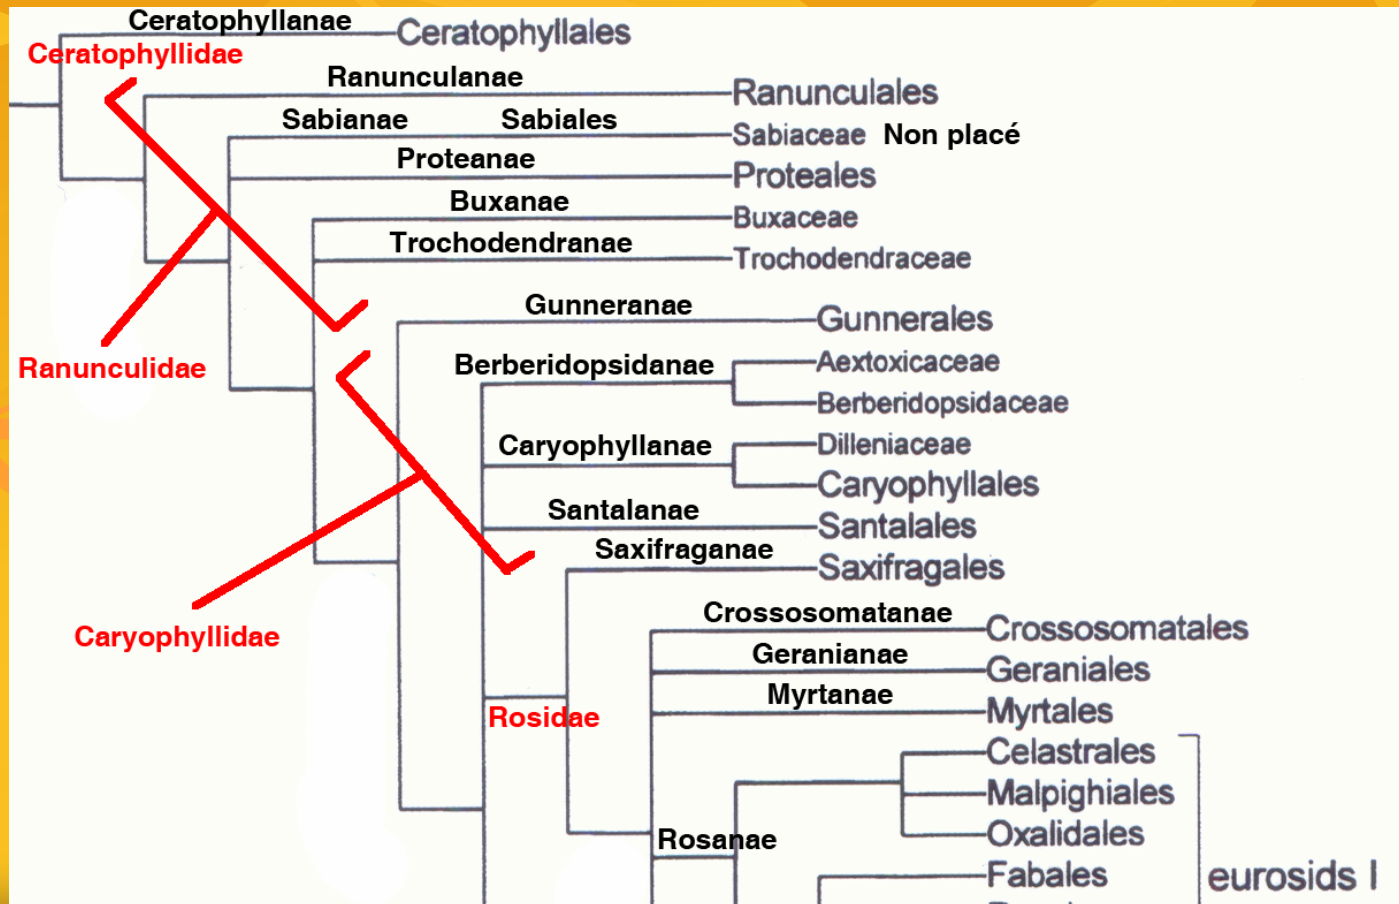 Ceratophyllanae
Ceratophyllales
Ceratophyllidae
Ranunculanae
Ranunculales
Sabianae Sabiales
Sabiaceae Non placé
Proteanae
Proteales
Buxanae
Buxaceae
Trochodendranae
Trochodendraceae
Gunneranae
Gunnerales
Ranunculidae
Berberidopsidanae
Aextoxicaceae
Berberidopsidaceae
Caryophyllanae
Dilleniaceae
Caryophyllales
Santalanae
Santalales
Saxifraganae
Saxifragales
Caryophyllidae
Crossosomatanae
Crossosomatales
Geranianae
Geraniales
Myrtanae
Myrtales
Rosidae
Celastrales
Malpighiales
Oxalidales
Rosanae
Fabales
eurosids I